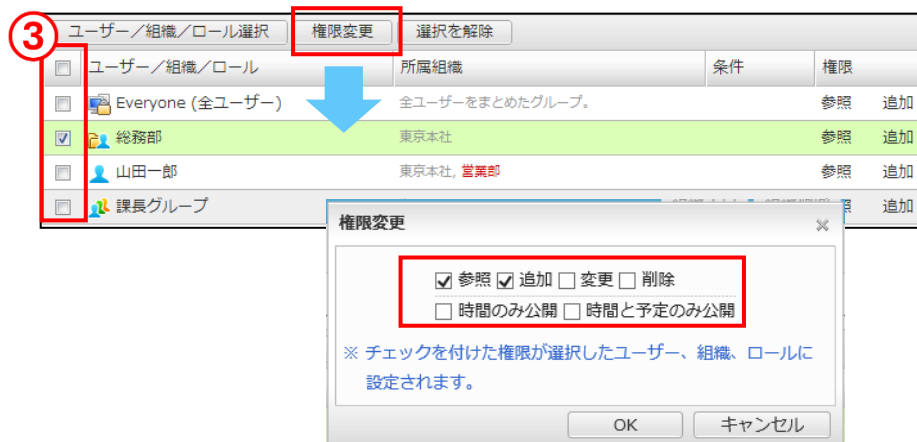 ③
ユーザー／組織／ロール選択 権限変更 選択を解除
ユーザー／組織／ロール 所属組織 条件 権限
Everyone (全ユーザー) 全ユーザーをまとめたグループ。 参照 追加
総務部 東京本社 参照 追加
山田一郎 東京本社, 営業部 参照 追加
課長グループ 追加
権限変更
参照 追加 変更 削除
時間のみ公開 時間と予定のみ公開
※ チェックを付けた権限が選択したユーザー、組織、ロールに
設定されます。
OK キャンセル